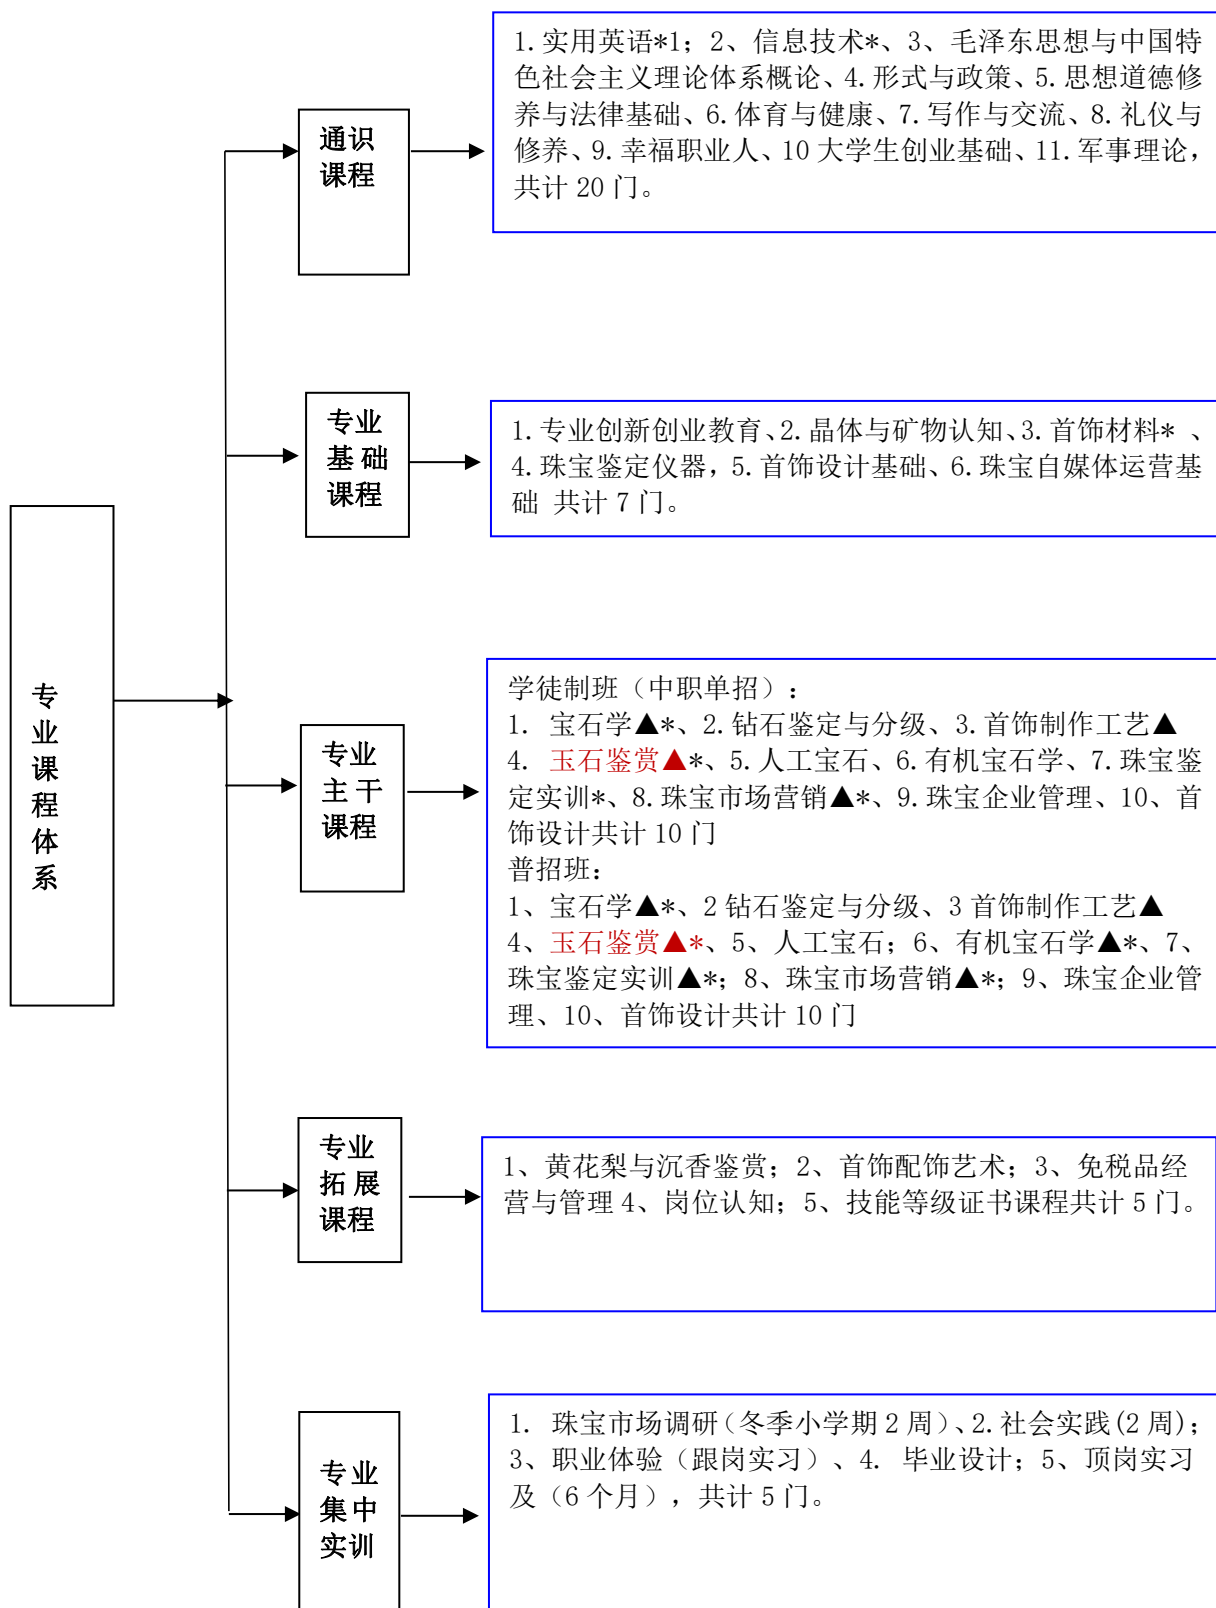 1.实用英语*1；2、信息技术*、3、毛泽东思想与中国特
色社会主义理论体系概论、4.形式与政策、5.思想道德修
养与法律基础、6.体育与健康、7.写作与交流、8.礼仪与
修养、9.幸福职业人、10 大学生创业基础、11.军事理论，
共计 20 门。
通识
课程
专业
基 础
课程
1.专业创新创业教育、2.晶体与矿物认知、3.首饰材料* 、
4.珠宝鉴定仪器，5.首饰设计基础、6.珠宝自媒体运营基
础 共计 7 门。
专
业
课
程
体
系
专业
主 干
课程
学徒制班（中职单招）：
1. 宝石学▲*、2.钻石鉴定与分级、3.首饰制作工艺▲
4. 玉石鉴赏▲*、5.人工宝石、6.有机宝石学、7.珠宝鉴
定实训*、8.珠宝市场营销▲*、9.珠宝企业管理、10、首
饰设计共计 10 门
普招班：
1、宝石学▲*、2 钻石鉴定与分级、3 首饰制作工艺▲
4、玉石鉴赏▲*、5、人工宝石；6、有机宝石学▲*、7、
珠宝鉴定实训▲*；8、珠宝市场营销▲*；9、珠宝企业管
理、10、首饰设计共计 10 门
专业
拓 展
课程
1、黄花梨与沉香鉴赏；2、首饰配饰艺术；3、免税品经
营与管理 4、岗位认知；5、技能等级证书课程共计 5 门。
专业
集中
实训
1. 珠宝市场调研（冬季小学期 2 周）、2.社会实践(2 周)；
3、职业体验（跟岗实习）、4. 毕业设计；5、顶岗实习
及（6 个月），共计 5 门。